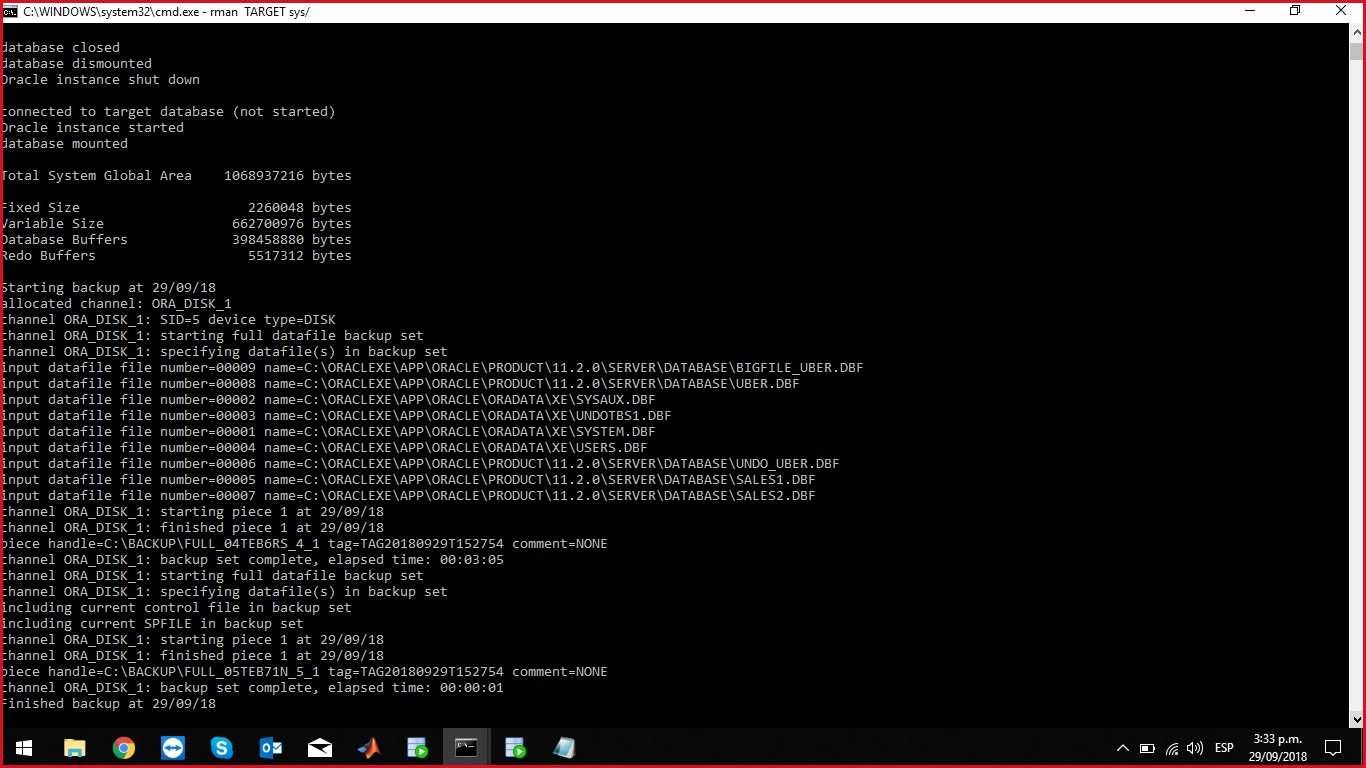 C:\WINDOWS\system32\cmd.exe - rman  TARGET sys/
database closed
database dismounted
Oracle instance shut down
connected to target database (not started)
Oracle instance started
database mounted
Total System Global Area    1068937216 bytes
Fixed Size                     2260048 bytes
Variable Size                662700976 bytes
Database Buffers             398458880 bytes
Redo Buffers                   5517312 bytes
Starting backup at 29/09/18
allocated channel: ORA_DISK_1
channel ORA_DISK_1: SID=5 device type=DISK
channel ORA_DISK_1: starting full datafile backup set
channel ORA_DISK_1: specifying datafile(s) in backup set
input datafile file number=00009 name=C:\ORACLEXE\APP\ORACLE\PRODUCT\11.2.0\SERVER\DATABASE\BIGFILE_UBER.DBF
input datafile file number=00008 name=C:\ORACLEXE\APP\ORACLE\PRODUCT\11.2.0\SERVER\DATABASE\UBER.DBF
input datafile file number=00002 name=C:\ORACLEXE\APP\ORACLE\ORADATA\XE\SYSAUX.DBF
input datafile file number=00003 name=C:\ORACLEXE\APP\ORACLE\ORADATA\XE\UNDOTBS1.DBF
input datafile file number=00001 name=C:\ORACLEXE\APP\ORACLE\ORADATA\XE\SYSTEM.DBF
input datafile file number=00004 name=C:\ORACLEXE\APP\ORACLE\ORADATA\XE\USERS.DBF
input datafile file number=00006 name=C:\ORACLEXE\APP\ORACLE\PRODUCT\11.2.0\SERVER\DATABASE\UNDO_UBER.DBF
input datafile file number=00005 name=C:\ORACLEXE\APP\ORACLE\PRODUCT\11.2.0\SERVER\DATABASE\SALES1.DBF
input datafile file number=00007 name=C:\ORACLEXE\APP\ORACLE\PRODUCT\11.2.0\SERVER\DATABASE\SALES2.DBF
channel ORA_DISK_1: starting piece 1 at 29/09/18
channel ORA_DISK_1: finished piece 1 at 29/09/18
piece handle=C:\BACKUP\FULL_04TEB6RS_4_1 tag=TAG20180929T152754 comment=NONE
channel ORA_DISK_1: backup set complete, elapsed time: 00:03:05
channel ORA_DISK_1: starting full datafile backup set
channel ORA_DISK_1: specifying datafile(s) in backup set
including current control file in backup set
including current SPFILE in backup set
channel ORA_DISK_1: starting piece 1 at 29/09/18
channel ORA_DISK_1: finished piece 1 at 29/09/18
piece handle=C:\BACKUP\FULL_05TEB71N_5_1 tag=TAG20180929T152754 comment=NONE
channel ORA_DISK_1: backup set complete, elapsed time: 00:00:01
Finished backup at 29/09/18
ESP
3:33 p.m.
29/09/2018